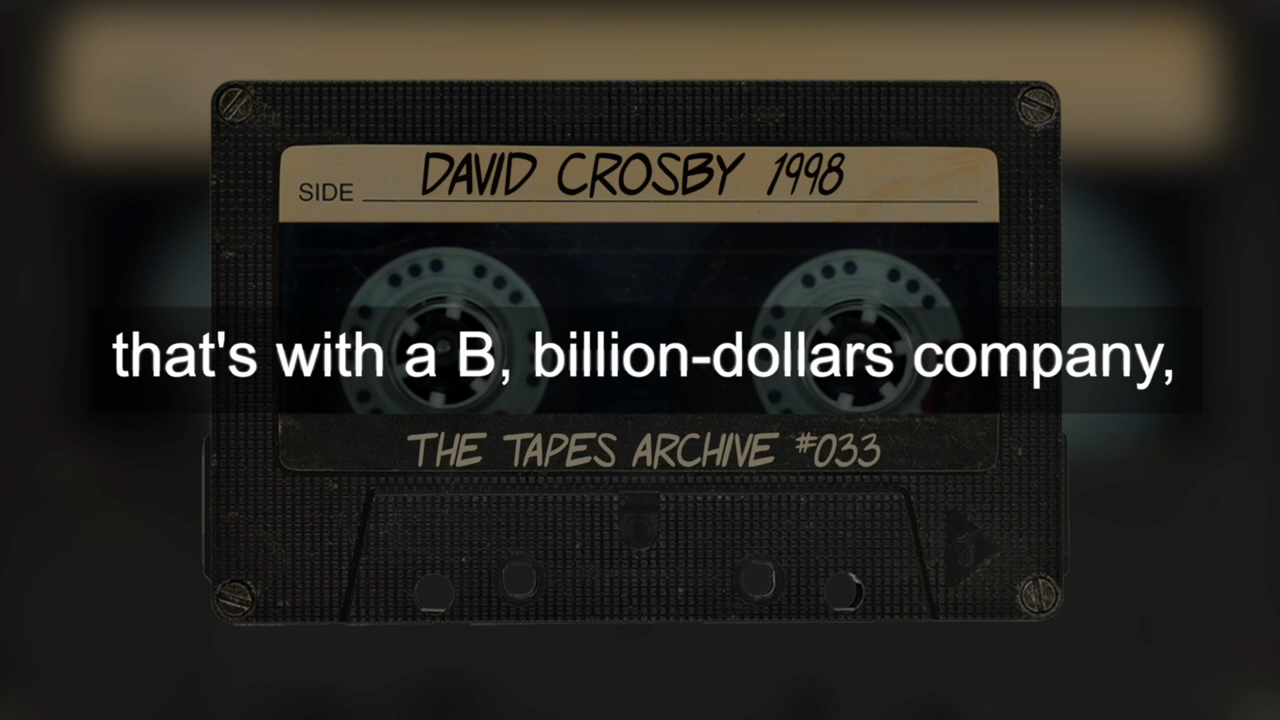 DAVID CROSBY 1998
SIDE
that's with a B, billion-dollars company,
THE TAPES ARCHIVE #033